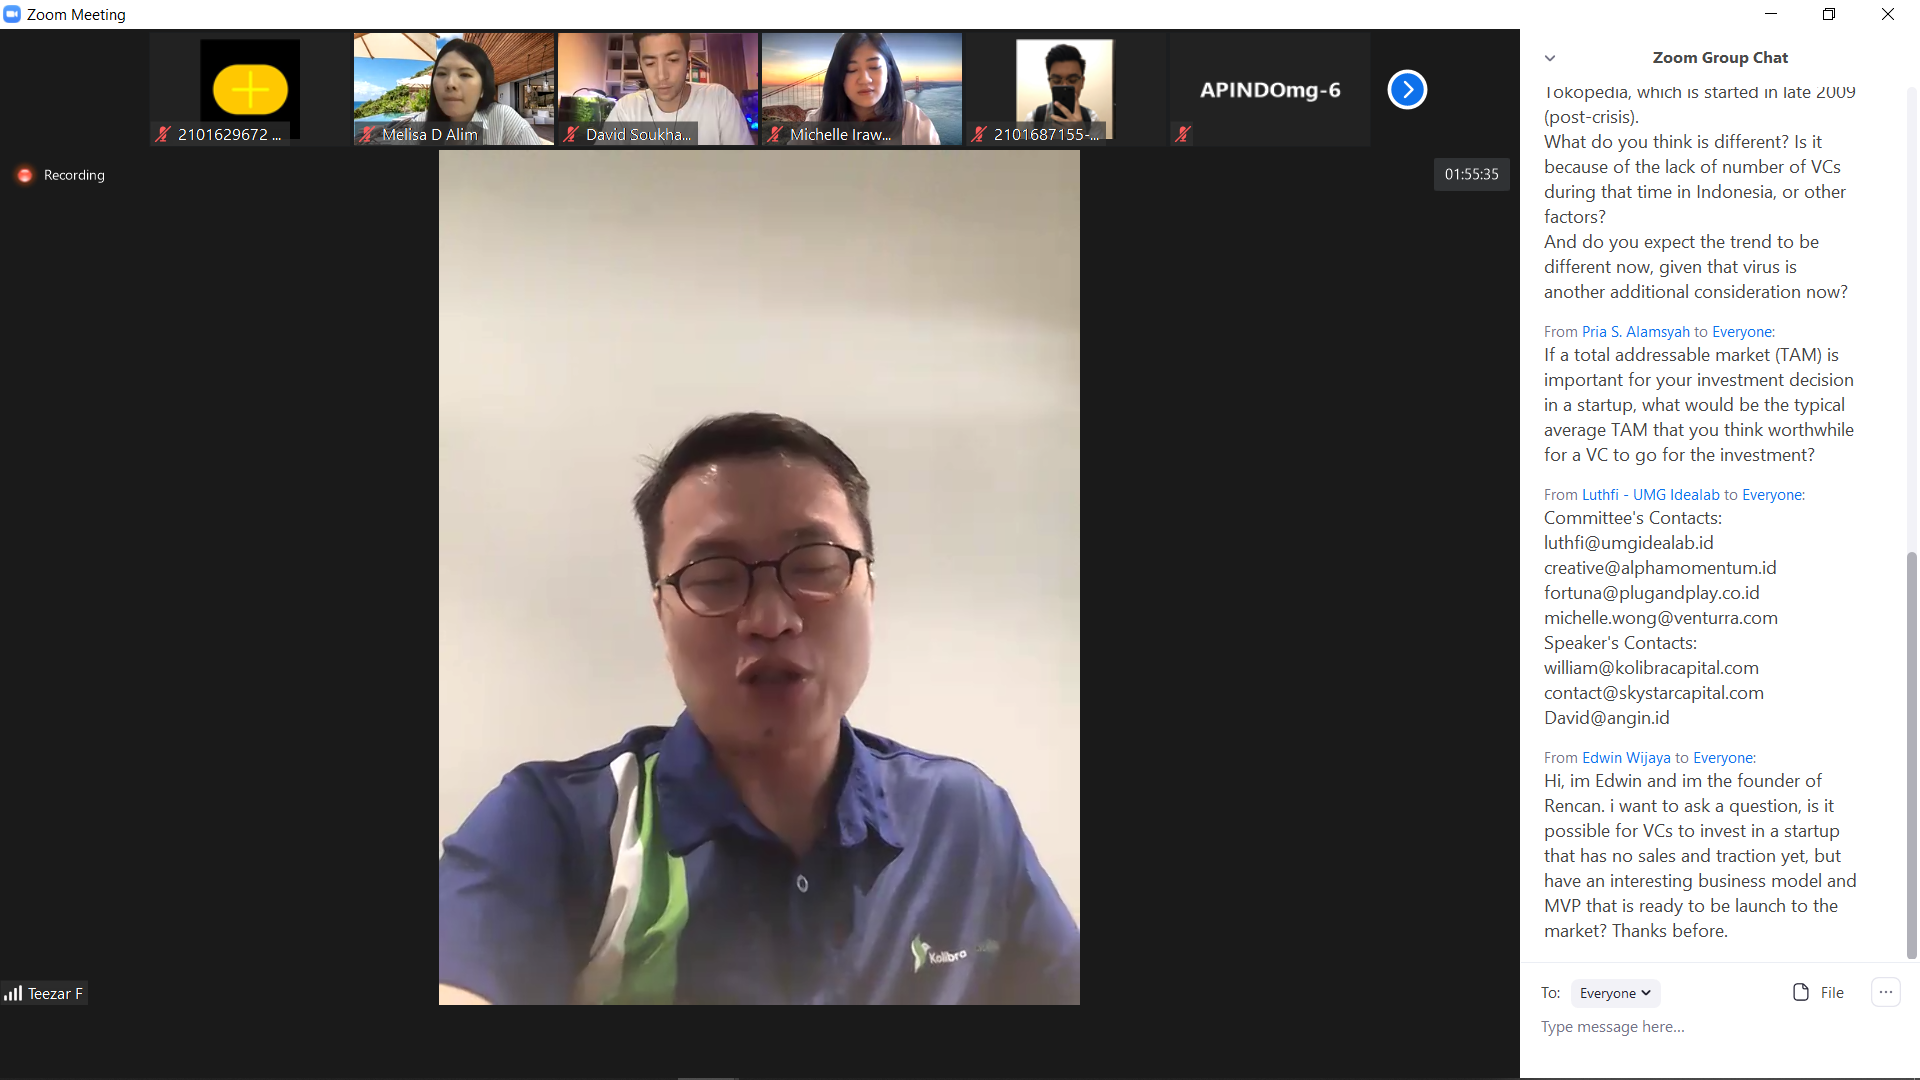 Zoom Meeting
2101629672 ...
Melisa D Alim
David Soukha...
Michelle Iraw...
2101687155-...
APINDOmg-6
Recording
01:55:35
Kolibra
Teezar F
Zoom Group Chat
Tokopedia, which is started in late 2009
(post-crisis).
What do you think is different? Is it
because of the lack of number of VCs
during that time in Indonesia, or other
factors?
And do you expect the trend to be
different now, given that virus is
another additional consideration now?
From Pria S. Alamsyah to Everyone:
If a total addressable market (TAM) is
important for your investment decision
in a startup, what would be the typical
average TAM that you think worthwhile
for a VC to go for the investment?
From Luthfi - UMG Idealab to Everyone:
Committee's Contacts:
luthfi@umgidealab.id
creative@alphamomentum.id
fortuna@plugandplay.co.id
michelle.wong@venturra.com
Speaker's Contacts:
william@kolibracapital.com
contact@skystarcapital.com
David@angin.id
From Edwin Wijaya to Everyone:
Hi, im Edwin and im the founder of
Rencan. i want to ask a question, is it
possible for VCs to invest in a startup
that has no sales and traction yet, but
have an interesting business model and
MVP that is ready to be launch to the
market? Thanks before.
To: Everyone
File
Type message here...